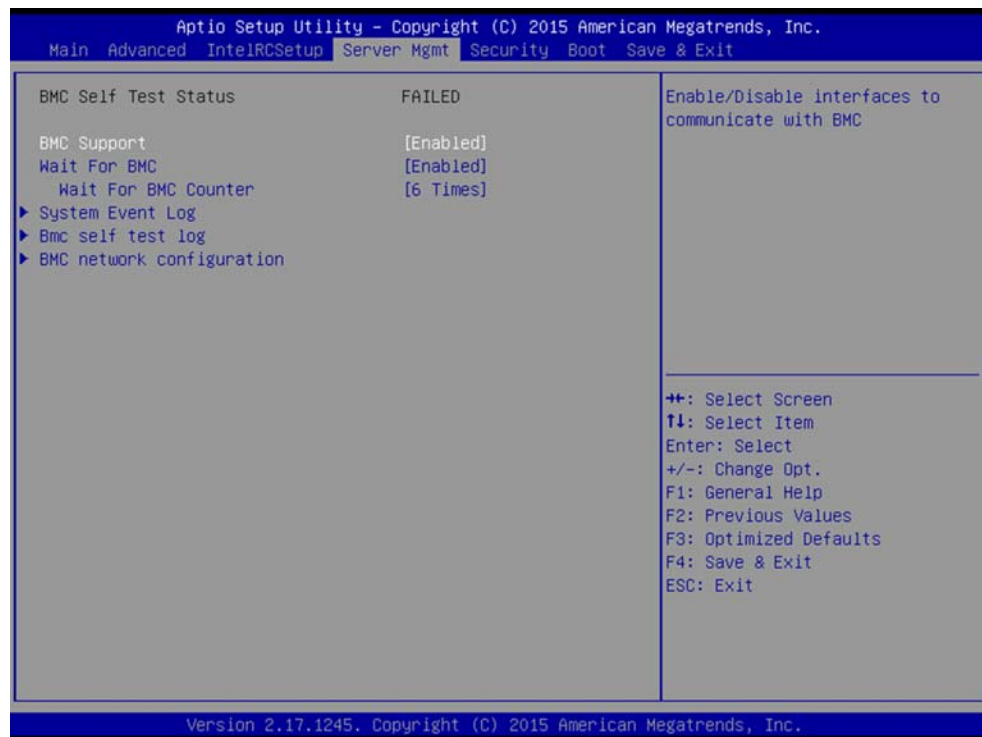 Aptio Setup Utility – Copyright (C) 2015 American Megatrends, Inc.
Main Advanced IntelRCSetup Server Mgmt Security Boot Save & Exit
BMC Self Test Status FAILED
BMC Support [Enabled]
Wait For BMC [Enabled]
Wait For BMC Counter [6 Times]
System Event Log
Bmc self test log
BMC network configuration
Enable/Disable interfaces to
communicate with BMC
→←: Select Screen
↑↓: Select Item
Enter: Select
+/-: Change Opt.
F1: General Help
F2: Previous Values
F3: Optimized Defaults
F4: Save & Exit
ESC: Exit
Version 2.17.1245. Copyright (C) 2015 American Megatrends, Inc.